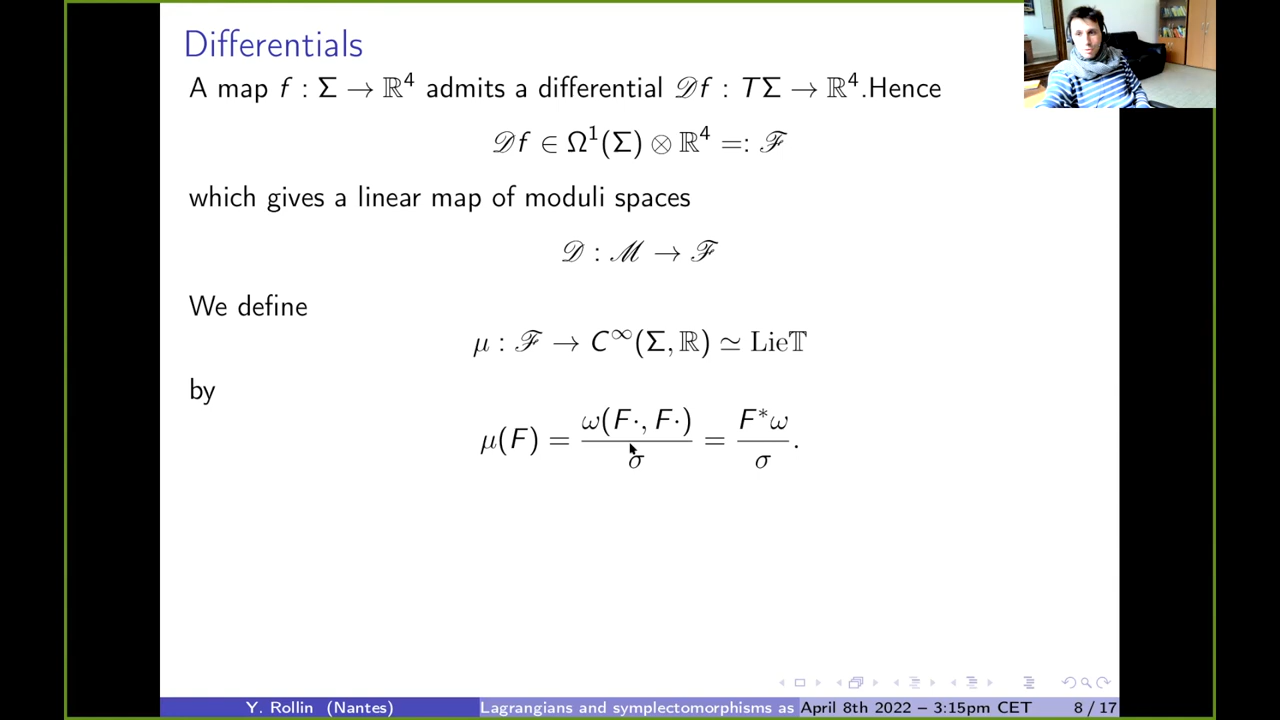 Differentials
A map f : Σ → ℝ⁴ admits a differential 𝒟f : TΣ → ℝ⁴.Hence
𝒟f ∈ Ω¹(Σ) ⊗ ℝ⁴ =: ℱ
which gives a linear map of moduli spaces
𝒟 : ℳ → ℱ
We define
μ : ℱ → C^∞(Σ, ℝ) ≃ Lie𝕋
by
μ(F) = ω(F·, F·)/σ = F*ω/σ.
Y. Rollin (Nantes) Lagrangians and symplectomorphisms as April 8th 2022 – 3:15pm CET 8 / 17